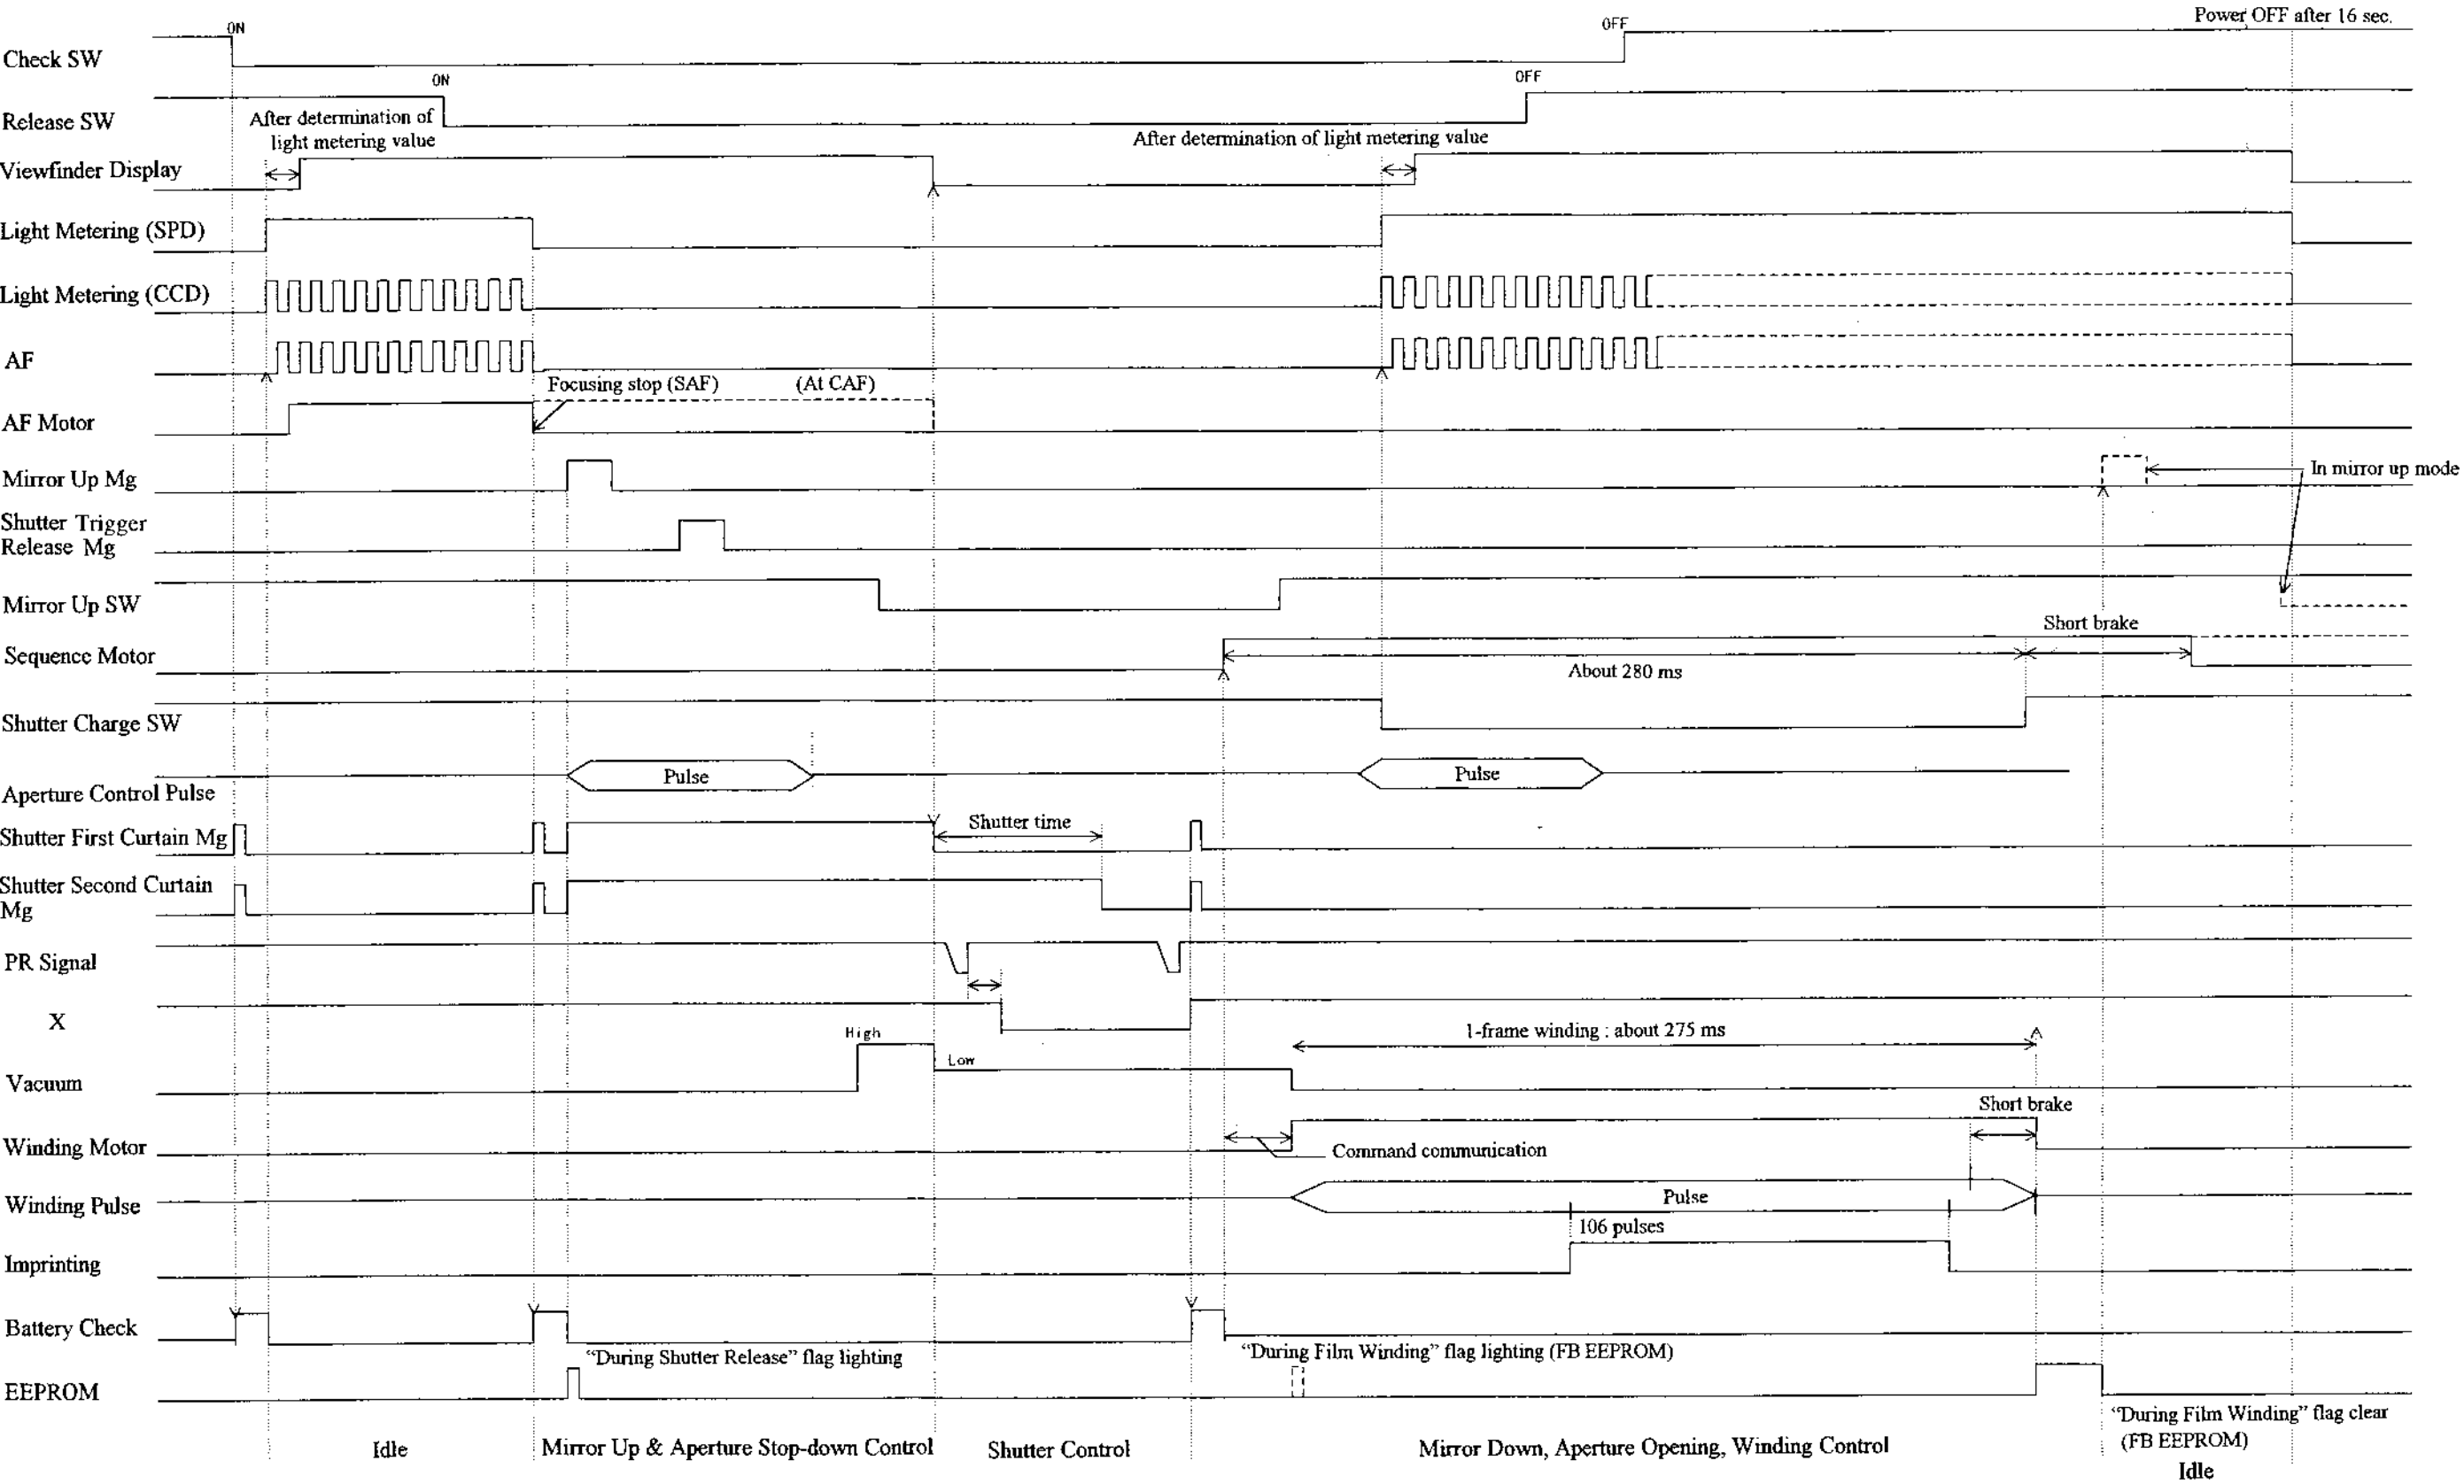 Power OFF after 16 sec.
ON
OFF
Check SW
ON
OFF
Release SW
After determination of
light metering value
After determination of light metering value
Viewfinder Display
Light Metering (SPD)
Light Metering (CCD)
AF
Focusing stop (SAF)
(At CAF)
AF Motor
Mirror Up Mg
In mirror up mode
Shutter Trigger
Release Mg
Mirror Up SW
Short brake
Sequence Motor
About 280 ms
Shutter Charge SW
Pulse
Pulse
Aperture Control Pulse
Shutter First Curtain Mg
Shutter time
Shutter Second Curtain
Mg
PR Signal
X
High
1-frame winding : about 275 ms
Low
Vacuum
Short brake
Winding Motor
Command communication
Winding Pulse
Pulse
106 pulses
Imprinting
Battery Check
“During Shutter Release” flag lighting
“During Film Winding” flag lighting (FB EEPROM)
EEPROM
“During Film Winding” flag clear
(FB EEPROM)
Idle
Mirror Up & Aperture Stop-down Control
Shutter Control
Mirror Down, Aperture Opening, Winding Control
Idle